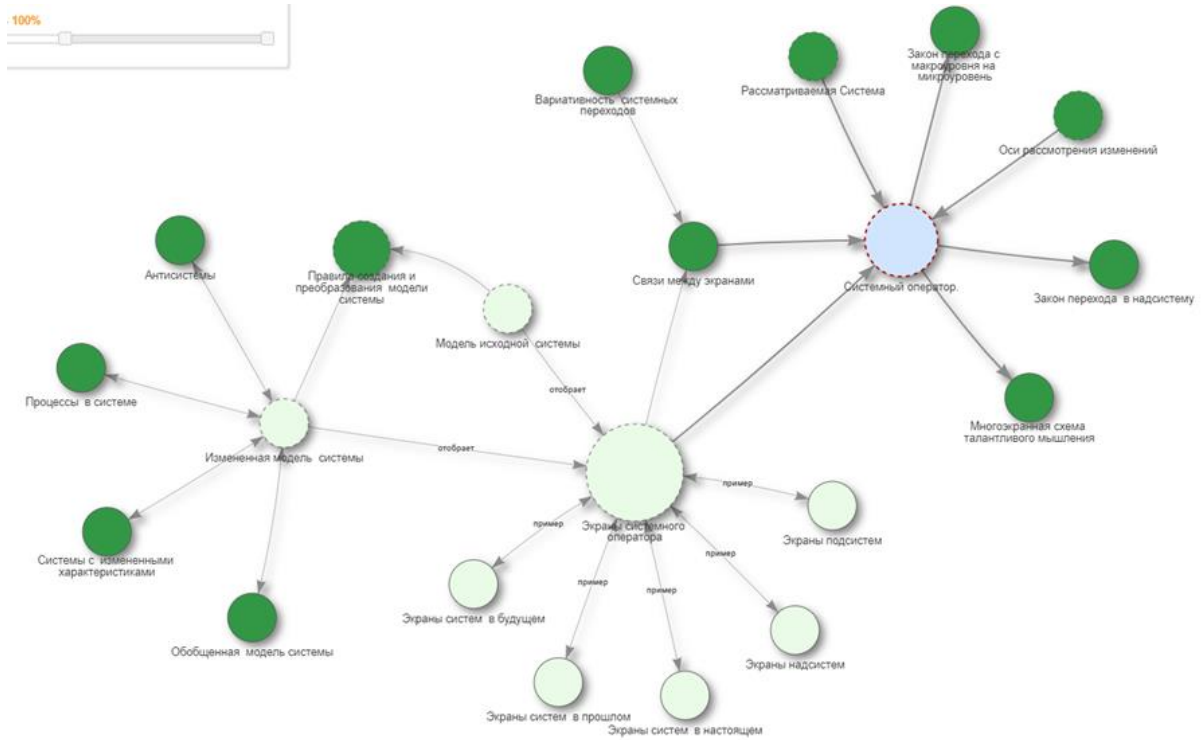 100%
Закон перехода с
макроуровня на
микроуровень
Вариативность системных
переходов
Рассматриваемая Система
Оси рассмотрения изменений
Антисистемы
Правила создания и
преобразования модели
системы
Связи между экранами
Системный оператор.
Закон перехода в надсистему
Модель исходной системы
Процессы в системе
отобрает
Многоэкранная схема
талантливого мышления
Измененная модель системы
отобрает
пример
Экраны системного
оператора
пример
Экраны подсистем
пример
Системы с измененными
характеристиками
пример
пример
Экраны систем в будущем
Обобщенная модель системы
Экраны надсистем
Экраны систем в прошлом
Экраны систем в настоящем